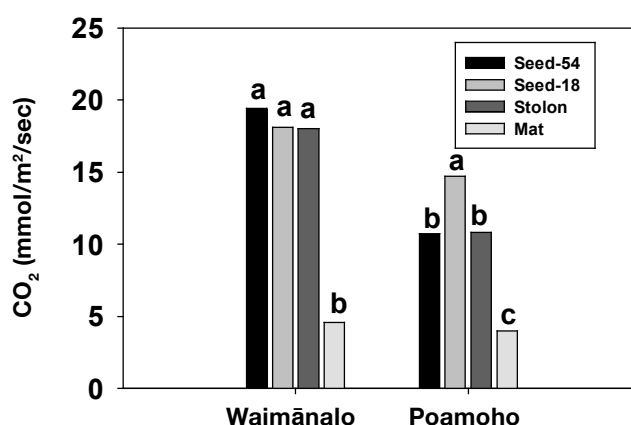 25
20
15
10
5
0
CO₂ (mmol/m²/sec)
Seed-54
Seed-18
Stolon
Mat
a a a
b
b a b
c
Waimānalo Poamoho